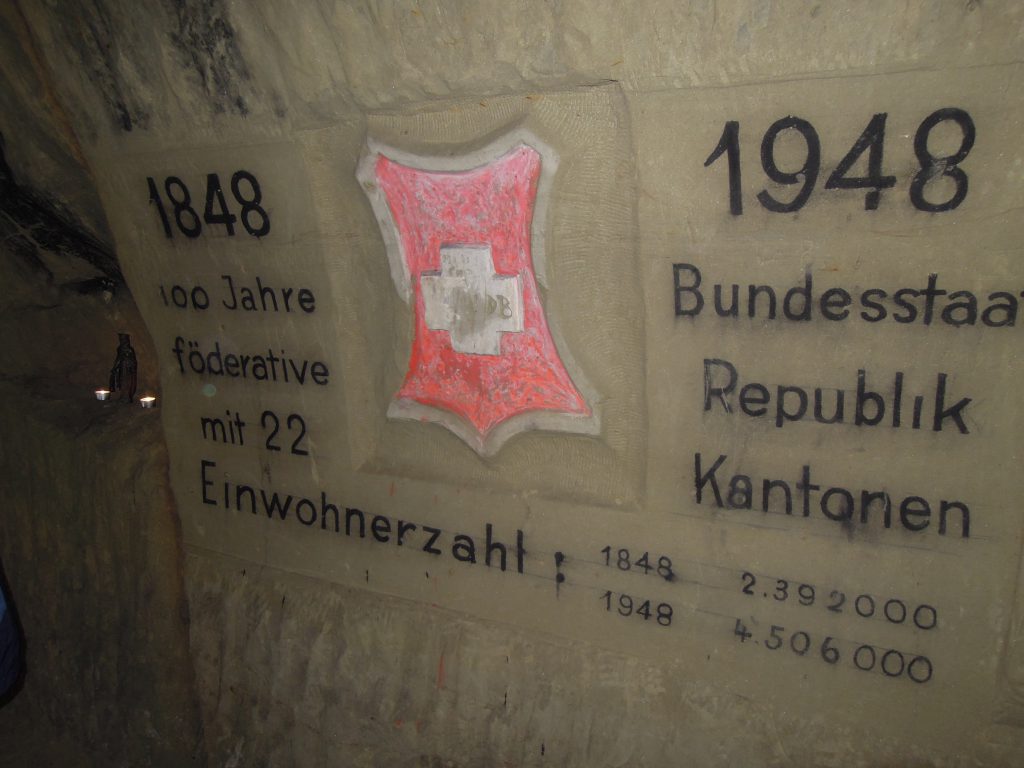 1848 1948
100 Jahre Bundesstaat
föderative Republik
mit 22 Kantonen
Einwohnerzahl : 1848 2.392000
1948 4.506000